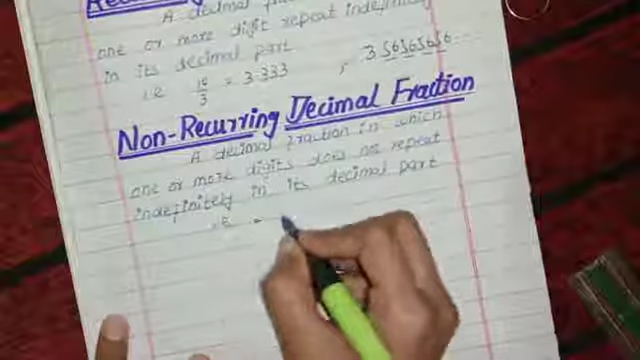 A decimal
one or more digit repeat indefinitely
in its decimal part
i.e 10/3 = 3.333 , 3.56565656...
Non-Recurring Decimal Fraction
A decimal fraction in which
one or more digits does not repeat
indefinitely in its decimal part
i.e =